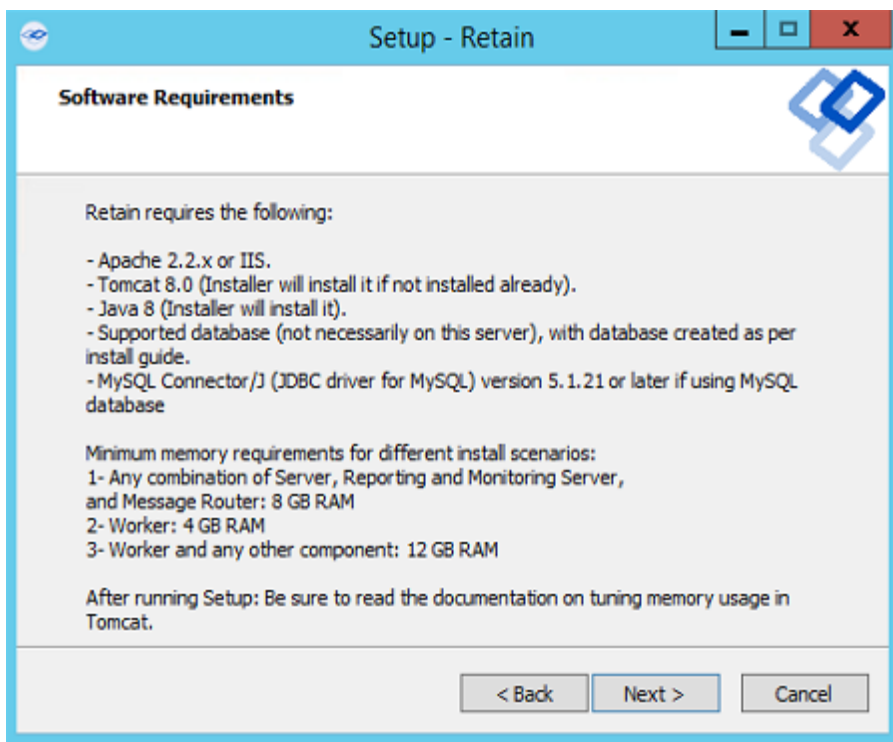 Setup - Retain
Software Requirements
Retain requires the following:
- Apache 2.2.x or IIS.
- Tomcat 8.0 (Installer will install it if not installed already).
- Java 8 (Installer will install it).
- Supported database (not necessarily on this server), with database created as per
install guide.
- MySQL Connector/J (JDBC driver for MySQL) version 5.1.21 or later if using MySQL
database
Minimum memory requirements for different install scenarios:
1- Any combination of Server, Reporting and Monitoring Server,
and Message Router: 8 GB RAM
2- Worker: 4 GB RAM
3- Worker and any other component: 12 GB RAM
After running Setup: Be sure to read the documentation on tuning memory usage in
Tomcat.
< Back Next > Cancel